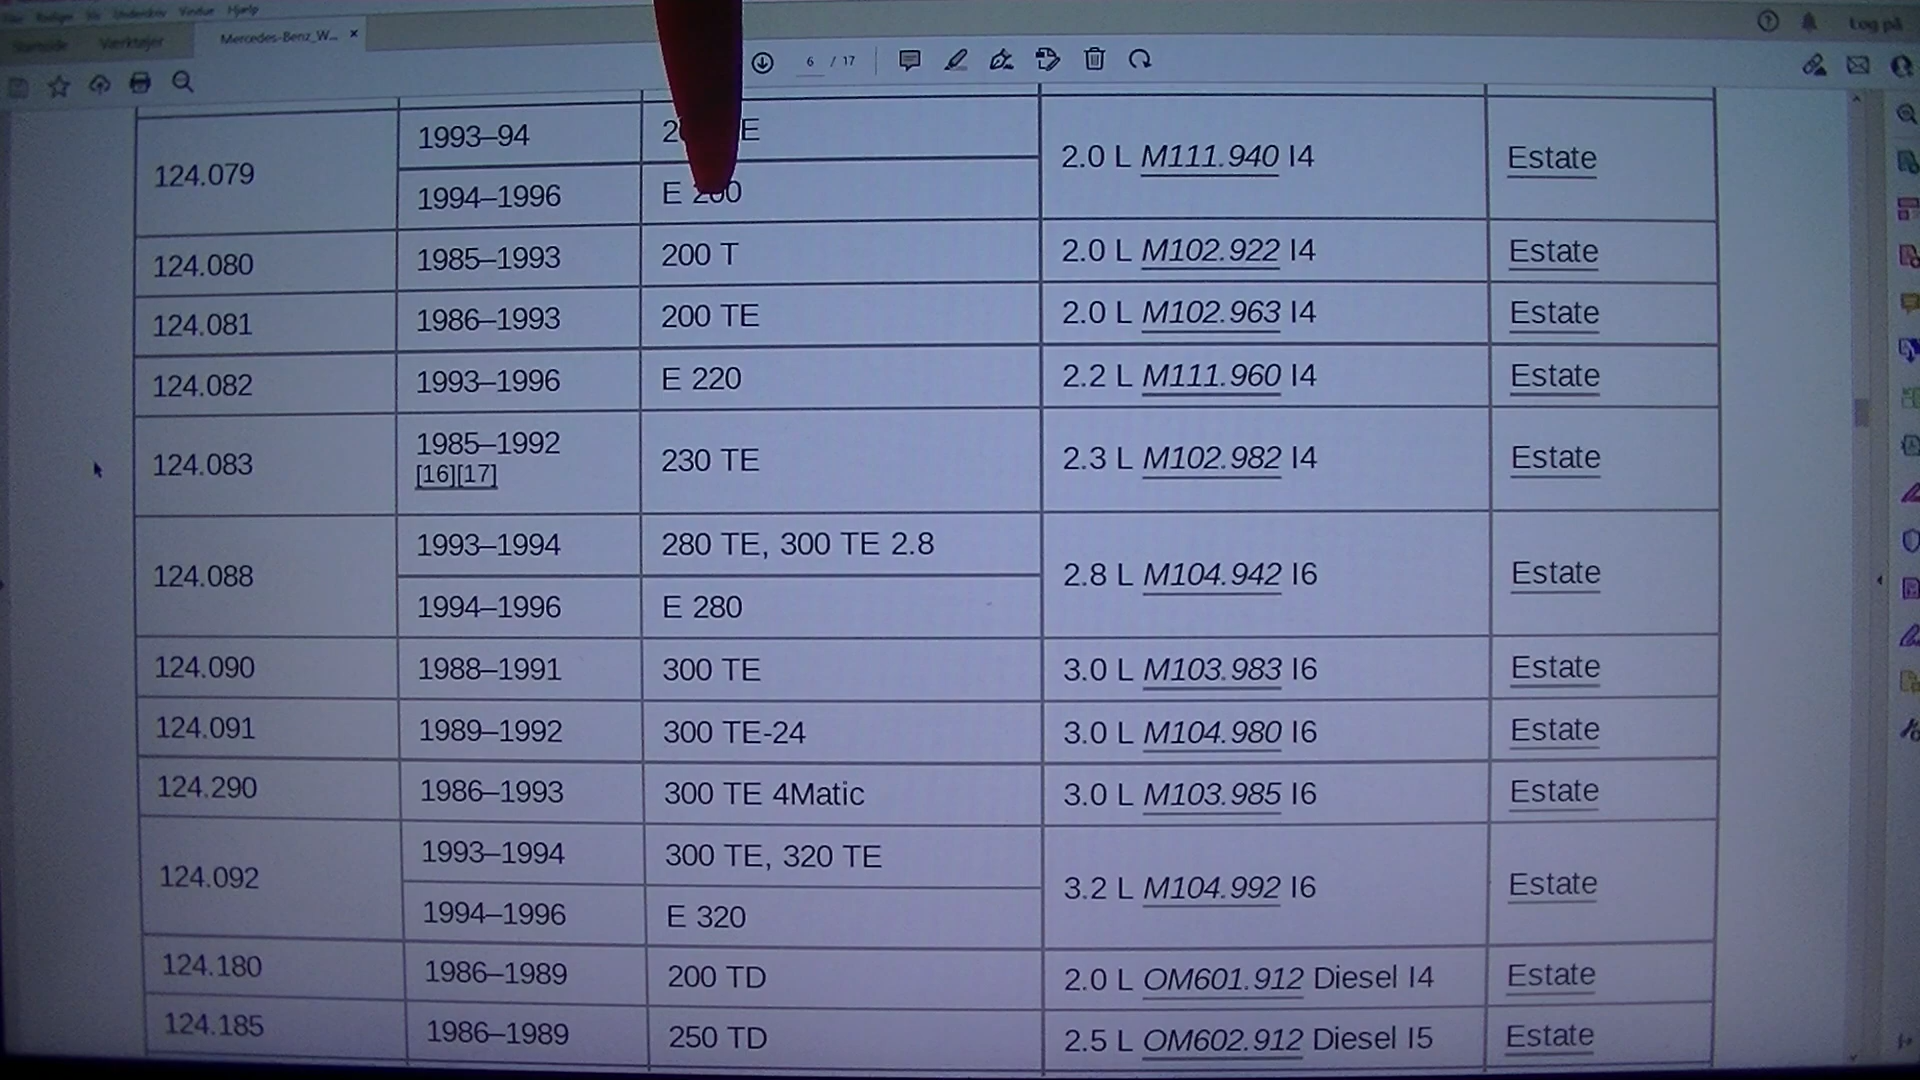 Vindue Hjælp
Værktøjer
Mercedes-Benz_W... ×
Log på
6 / 17
124.079
1993–94
2.0 L M111.940 I4
Estate
1994–1996
E 200
124.080 1985–1993 200 T 2.0 L M102.922 I4 Estate
124.081 1986–1993 200 TE 2.0 L M102.963 I4 Estate
124.082 1993–1996 E 220 2.2 L M111.960 I4 Estate
124.083 1985–1992 230 TE 2.3 L M102.982 I4 Estate
[16][17]
124.088 1993–1994 280 TE, 300 TE 2.8 2.8 L M104.942 I6 Estate
1994–1996 E 280
124.090 1988–1991 300 TE 3.0 L M103.983 I6 Estate
124.091 1989–1992 300 TE-24 3.0 L M104.980 I6 Estate
124.290 1986–1993 300 TE 4Matic 3.0 L M103.985 I6 Estate
124.092 1993–1994 300 TE, 320 TE 3.2 L M104.992 I6 Estate
1994–1996 E 320
124.180 1986–1989 200 TD 2.0 L OM601.912 Diesel I4 Estate
124.185 1986–1989 250 TD 2.5 L OM602.912 Diesel I5 Estate